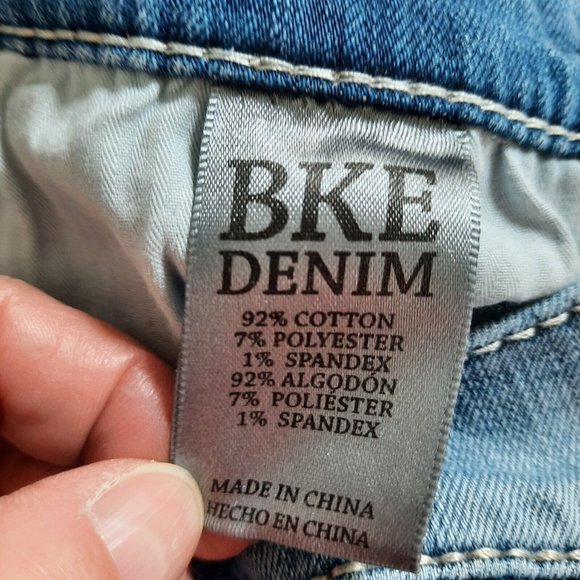 BKE
DENIM
92% COTTON
7% POLYESTER
1% SPANDEX
92% ALGODÓN
7% POLIÉSTER
1% SPANDEX
MADE IN CHINA
HECHO EN CHINA